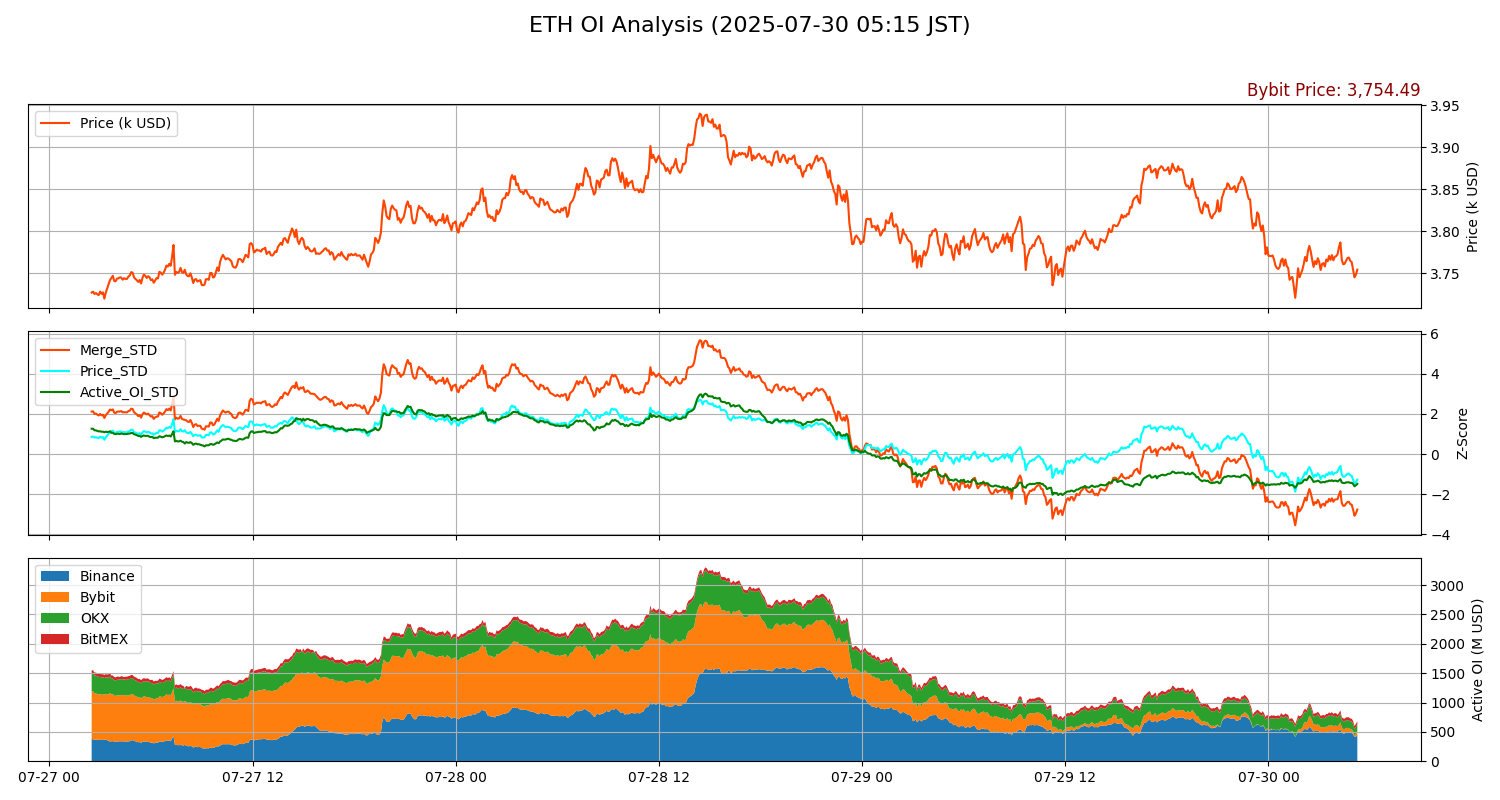 ETH OI Analysis (2025-07-30 05:15 JST)
Bybit Price: 3,754.49
Price (k USD)
3.95
3.90
3.85
3.80
3.75
Price (k USD)
Merge_STD
Price_STD
Active_OI_STD
6
4
2
0
−2
−4
Z-Score
Binance
Bybit
OKX
BitMEX
3000
2500
2000
1500
1000
500
0
Active OI (M USD)
07-27 00
07-27 12
07-28 00
07-28 12
07-29 00
07-29 12
07-30 00